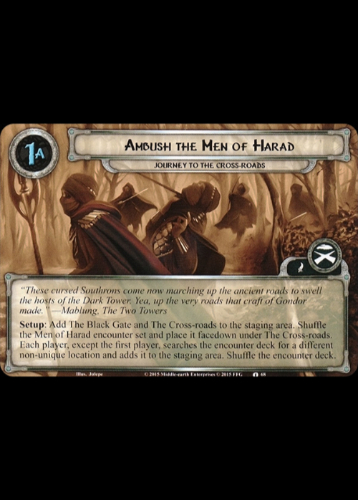 1A
AMBUSH THE MEN OF HARAD
JOURNEY TO THE CROSS-ROADS
"These cursed Southrons come now marching up the ancient roads to swell
the hosts of the Dark Tower. Yea, up the very roads that craft of Gondor
made." —Mablung, The Two Towers
Setup: Add The Black Gate and The Cross-roads to the staging area. Shuffle
the Men of Harad encounter set and place it facedown under The Cross-roads.
Each player, except the first player, searches the encounter deck for a different
non-unique location and adds it to the staging area. Shuffle the encounter deck.
Illus. © 2015 Middle-earth Enterprises © 2015 FFG